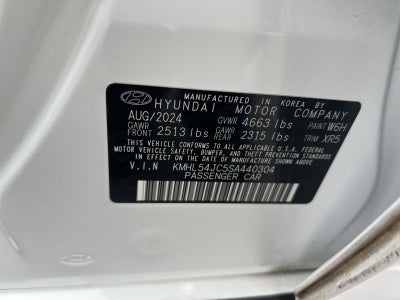 MANUFACTURED IN KOREA BY
HYUNDAI MOTOR COMPANY
AUG/2024 GVWR 4663 lbs PAINT W6H
GAWR FRONT 2513 lbs GAWR REAR 2315 lbs TRIM XR5
THIS VEHICLE CONFORMS TO ALL APPLICABLE U.S.A.
FEDERAL MOTOR VEHICLE SAFETY, BUMPER, AND
THEFT PREVENTION STANDARDS IN EFFECT ON THE
DATE OF MANUFACTURE SHOWN ABOVE.
V.I.N KMHL54JC5SA440304
PASSENGER CAR